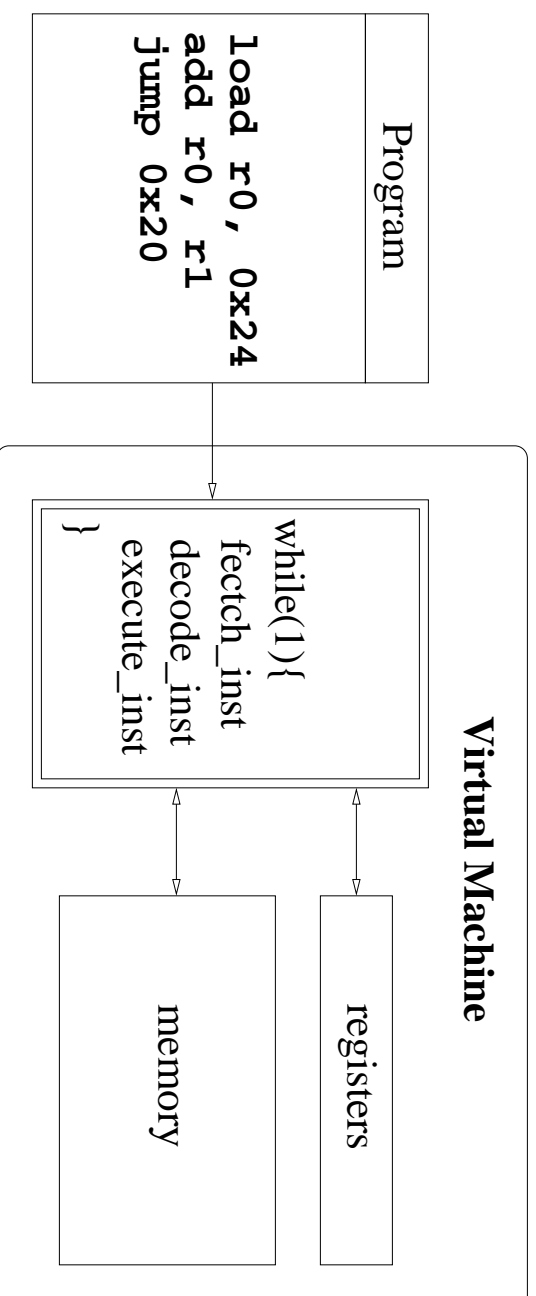 Program
load r0, 0x24
add r0, r1
jump 0x20
Virtual Machine
while(1){
fectch_inst
decode_inst
execute_inst
}
registers
memory